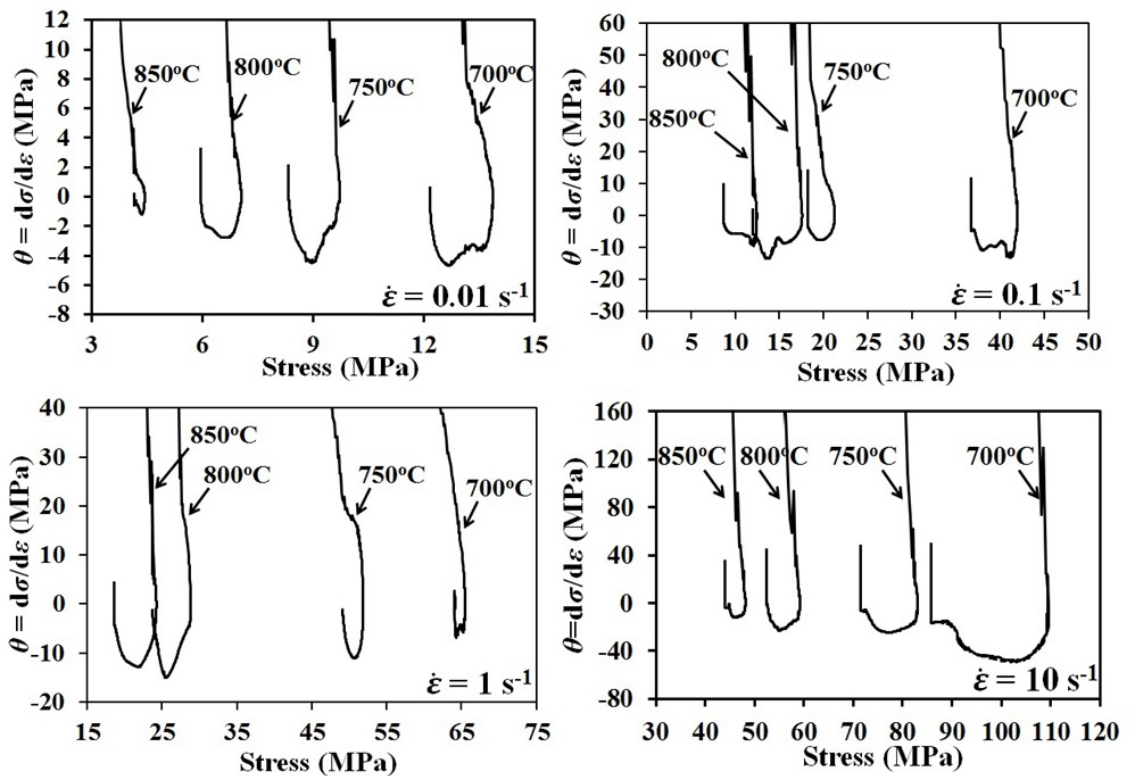 θ = dσ/dε (MPa)
12
10
8
6
4
2
0
-2
-4
-6
-8
850°C
800°C
750°C
700°C
ε̇ = 0.01 s⁻¹
3
6
9
12
15
Stress (MPa)
θ = dσ/dε (MPa)
60
50
40
30
20
10
0
-10
-20
-30
800°C
850°C
750°C
700°C
ε̇ = 0.1 s⁻¹
0
5
10
15
20
25
30
35
40
45
50
Stress (MPa)
θ = dσ/dε (MPa)
40
30
20
10
0
-10
-20
850°C
800°C
750°C
700°C
ε̇ = 1 s⁻¹
15
25
35
45
55
65
75
Stress (MPa)
θ=dσ/dε (MPa)
160
120
80
40
0
-40
-80
850°C
800°C
750°C
700°C
ε̇ = 10 s⁻¹
30
40
50
60
70
80
90
100
110
120
Stress (MPa)